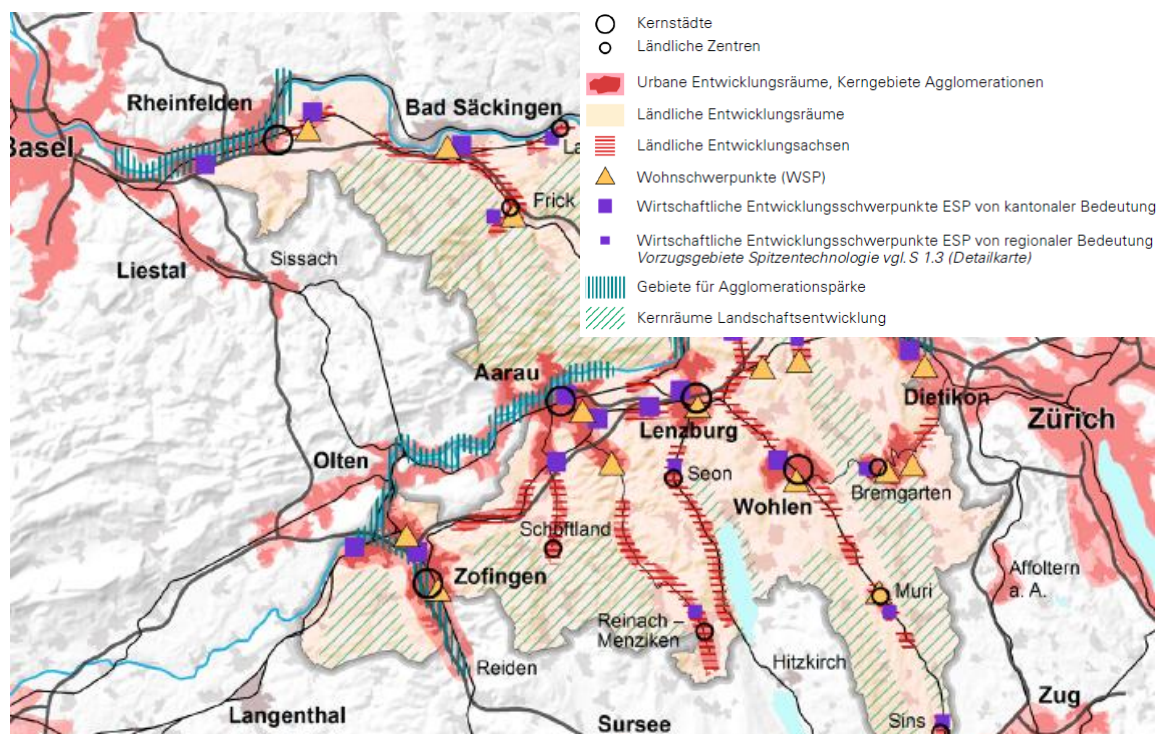 Kernstädte
Ländliche Zentren
Urbane Entwicklungsräume, Kerngebiete Agglomerationen
Ländliche Entwicklungsräume
Ländliche Entwicklungsachsen
Wohnschwerpunkte (WSP)
Wirtschaftliche Entwicklungsschwerpunkte ESP von kantonaler Bedeutung
Wirtschaftliche Entwicklungsschwerpunkte ESP von regionaler Bedeutung
Vorzugsgebiete Spitzentechnologie vgl. S 1.3 (Detailkarte)
Gebiete für Agglomerationspärke
Kernräume Landschaftsentwicklung
Rheinfelden
Bad Säckingen
Basel
La
Frick
Sissach
Liestal
Aarau
Dietikon
Zürich
Lenzburg
Olten
Seon
Wohlen
Bremgarten
Schöftland
Zofingen
Affoltern
a. A.
Muri
Reinach –
Menziken
Hitzkirch
Reiden
Zug
Langenthal
Sursee
Sins